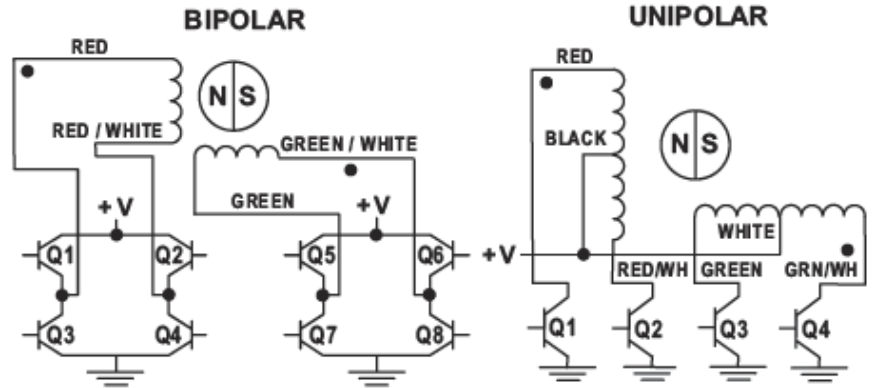 BIPOLAR
RED
N S
RED / WHITE
GREEN / WHITE
GREEN
+V
+V
Q1 Q2 Q5 Q6
Q3 Q4 Q7 Q8
UNIPOLAR
RED
BLACK
N S
WHITE
+V
RED/WH GREEN GRN/WH
Q1 Q2 Q3 Q4